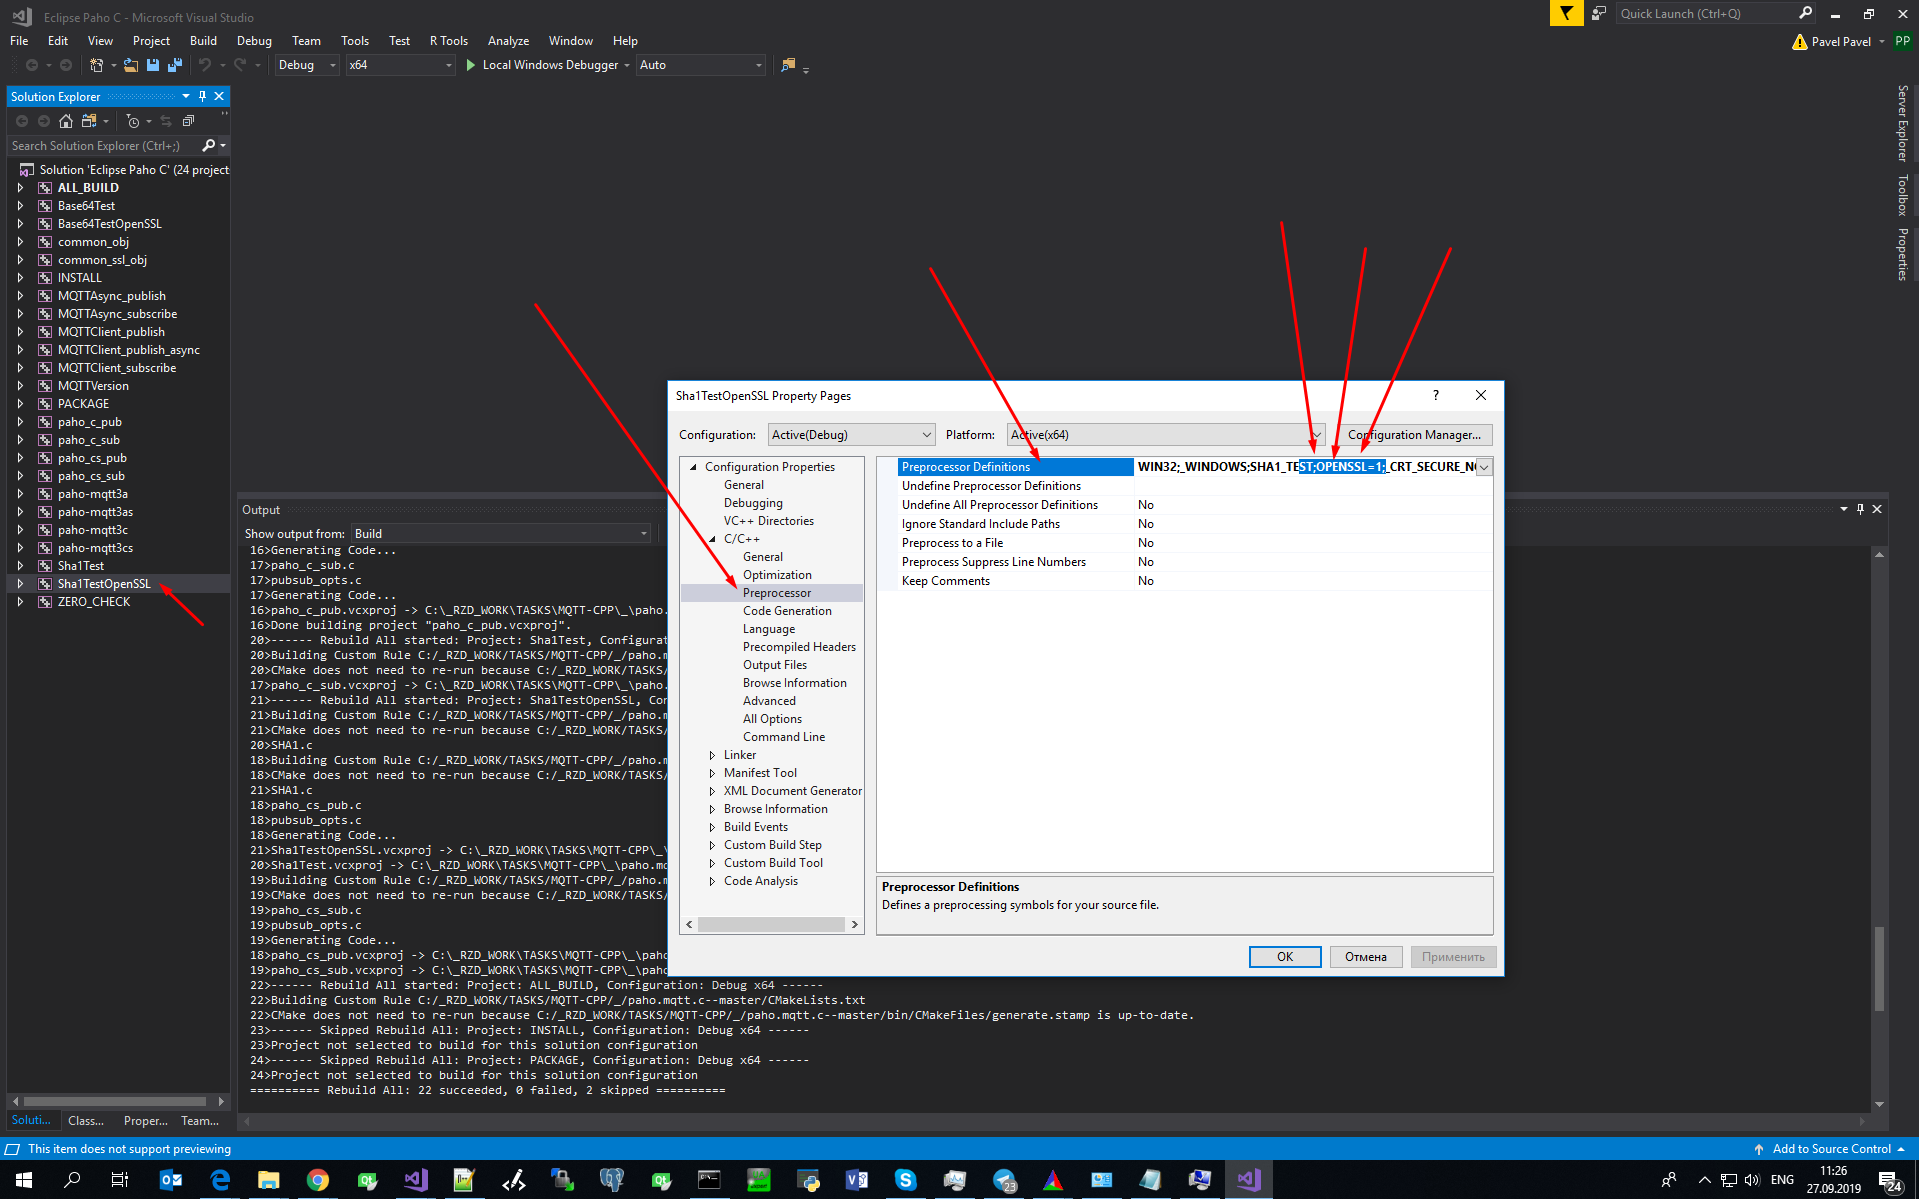 Eclipse Paho C - Microsoft Visual Studio
Quick Launch (Ctrl+Q)
File Edit View Project Build Debug Team Tools Test R Tools Analyze Window Help
Pavel Pavel PP
Debug x64 Local Windows Debugger Auto
Solution Explorer
Search Solution Explorer (Ctrl+;)
Solution 'Eclipse Paho C' (24 project
ALL_BUILD
Base64Test
Base64TestOpenSSL
common_obj
common_ssl_obj
INSTALL
MQTTAsync_publish
MQTTAsync_subscribe
MQTTClient_publish
MQTTClient_publish_async
MQTTClient_subscribe
MQTTVersion
PACKAGE
paho_c_pub
paho_c_sub
paho_cs_pub
paho_cs_sub
paho-mqtt3a
paho-mqtt3as
paho-mqtt3c
paho-mqtt3cs
Sha1Test
Sha1TestOpenSSL
ZERO_CHECK
Soluti... Class... Proper... Team...
Server Explorer
Toolbox
Properties
Output
Show output from: Build
16>Generating Code...
17>paho_c_sub.c
17>pubsub_opts.c
17>Generating Code...
16>paho_c_pub.vcxproj -> C:\_RZD_WORK\TASKS\MQTT-CPP\_\paho.
16>Done building project "paho_c_pub.vcxproj".
20>------ Rebuild All started: Project: Sha1Test, Configurat
20>Building Custom Rule C:/_RZD_WORK/TASKS/MQTT-CPP/_/paho.m
20>CMake does not need to re-run because C:/_RZD_WORK/TASKS/
17>paho_c_sub.vcxproj -> C:\_RZD_WORK\TASKS\MQTT-CPP\_\paho.
21>------ Rebuild All started: Project: Sha1TestOpenSSL, Con
21>Building Custom Rule C:/_RZD_WORK/TASKS/MQTT-CPP/_/paho.m
21>CMake does not need to re-run because C:/_RZD_WORK/TASKS/
20>SHA1.c
18>Building Custom Rule C:/_RZD_WORK/TASKS/MQTT-CPP/_/paho.m
18>CMake does not need to re-run because C:/_RZD_WORK/TASKS/
21>SHA1.c
18>paho_cs_pub.c
18>pubsub_opts.c
18>Generating Code...
21>Sha1TestOpenSSL.vcxproj -> C:\_RZD_WORK\TASKS\MQTT-CPP\_\
20>Sha1Test.vcxproj -> C:\_RZD_WORK\TASKS\MQTT-CPP\_\paho.mq
19>Building Custom Rule C:/_RZD_WORK/TASKS/MQTT-CPP/_/paho.m
19>CMake does not need to re-run because C:/_RZD_WORK/TASKS/
19>paho_cs_sub.c
19>pubsub_opts.c
19>Generating Code...
18>paho_cs_pub.vcxproj -> C:\_RZD_WORK\TASKS\MQTT-CPP\_\paho
19>paho_cs_sub.vcxproj -> C:\_RZD_WORK\TASKS\MQTT-CPP\_\paho
22>------ Rebuild All started: Project: ALL_BUILD, Configuration: Debug x64 ------
22>Building Custom Rule C:/_RZD_WORK/TASKS/MQTT-CPP/_/paho.mqtt.c--master/CMakeLists.txt
22>CMake does not need to re-run because C:/_RZD_WORK/TASKS/MQTT-CPP/_/paho.mqtt.c--master/bin/CMakeFiles/generate.stamp is up-to-date.
23>------ Skipped Rebuild All: Project: INSTALL, Configuration: Debug x64 ------
23>Project not selected to build for this solution configuration
24>------ Skipped Rebuild All: Project: PACKAGE, Configuration: Debug x64 ------
24>Project not selected to build for this solution configuration
========== Rebuild All: 22 succeeded, 0 failed, 2 skipped ==========
Sha1TestOpenSSL Property Pages
Configuration: Active(Debug) Platform: Active(x64) Configuration Manager...
Configuration Properties
General
Debugging
VC++ Directories
C/C++
General
Optimization
Preprocessor
Code Generation
Language
Precompiled Headers
Output Files
Browse Information
Advanced
All Options
Command Line
Linker
Manifest Tool
XML Document Generator
Browse Information
Build Events
Custom Build Step
Custom Build Tool
Code Analysis
Preprocessor Definitions WIN32;_WINDOWS;SHA1_TEST;OPENSSL=1;_CRT_SECURE_NO
Undefine Preprocessor Definitions
Undefine All Preprocessor Definitions No
Ignore Standard Include Paths No
Preprocess to a File No
Preprocess Suppress Line Numbers No
Keep Comments No
Preprocessor Definitions
Defines a preprocessing symbols for your source file.
OK Отмена Применить
This item does not support previewing
Add to Source Control
23
ENG
11:26
27.09.2019
24